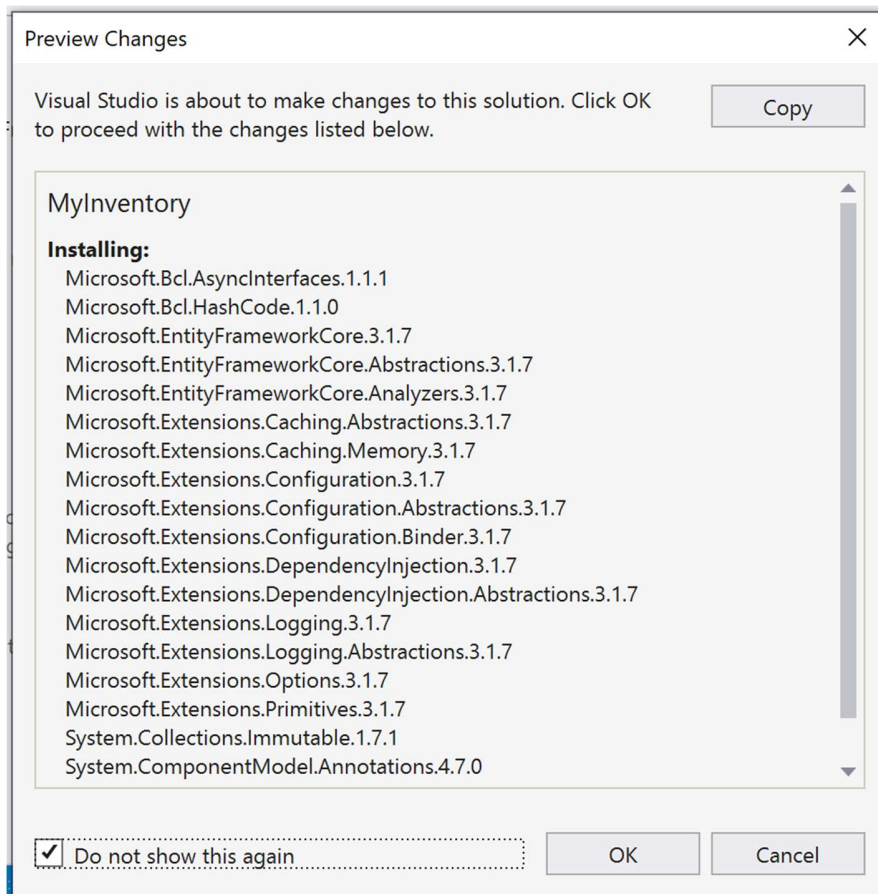 Preview Changes
Visual Studio is about to make changes to this solution. Click OK
to proceed with the changes listed below.
Copy
MyInventory
Installing:
Microsoft.Bcl.AsyncInterfaces.1.1.1
Microsoft.Bcl.HashCode.1.1.0
Microsoft.EntityFrameworkCore.3.1.7
Microsoft.EntityFrameworkCore.Abstractions.3.1.7
Microsoft.EntityFrameworkCore.Analyzers.3.1.7
Microsoft.Extensions.Caching.Abstractions.3.1.7
Microsoft.Extensions.Caching.Memory.3.1.7
Microsoft.Extensions.Configuration.3.1.7
Microsoft.Extensions.Configuration.Abstractions.3.1.7
Microsoft.Extensions.Configuration.Binder.3.1.7
Microsoft.Extensions.DependencyInjection.3.1.7
Microsoft.Extensions.DependencyInjection.Abstractions.3.1.7
Microsoft.Extensions.Logging.3.1.7
Microsoft.Extensions.Logging.Abstractions.3.1.7
Microsoft.Extensions.Options.3.1.7
Microsoft.Extensions.Primitives.3.1.7
System.Collections.Immutable.1.7.1
System.ComponentModel.Annotations.4.7.0
Do not show this again
OK
Cancel